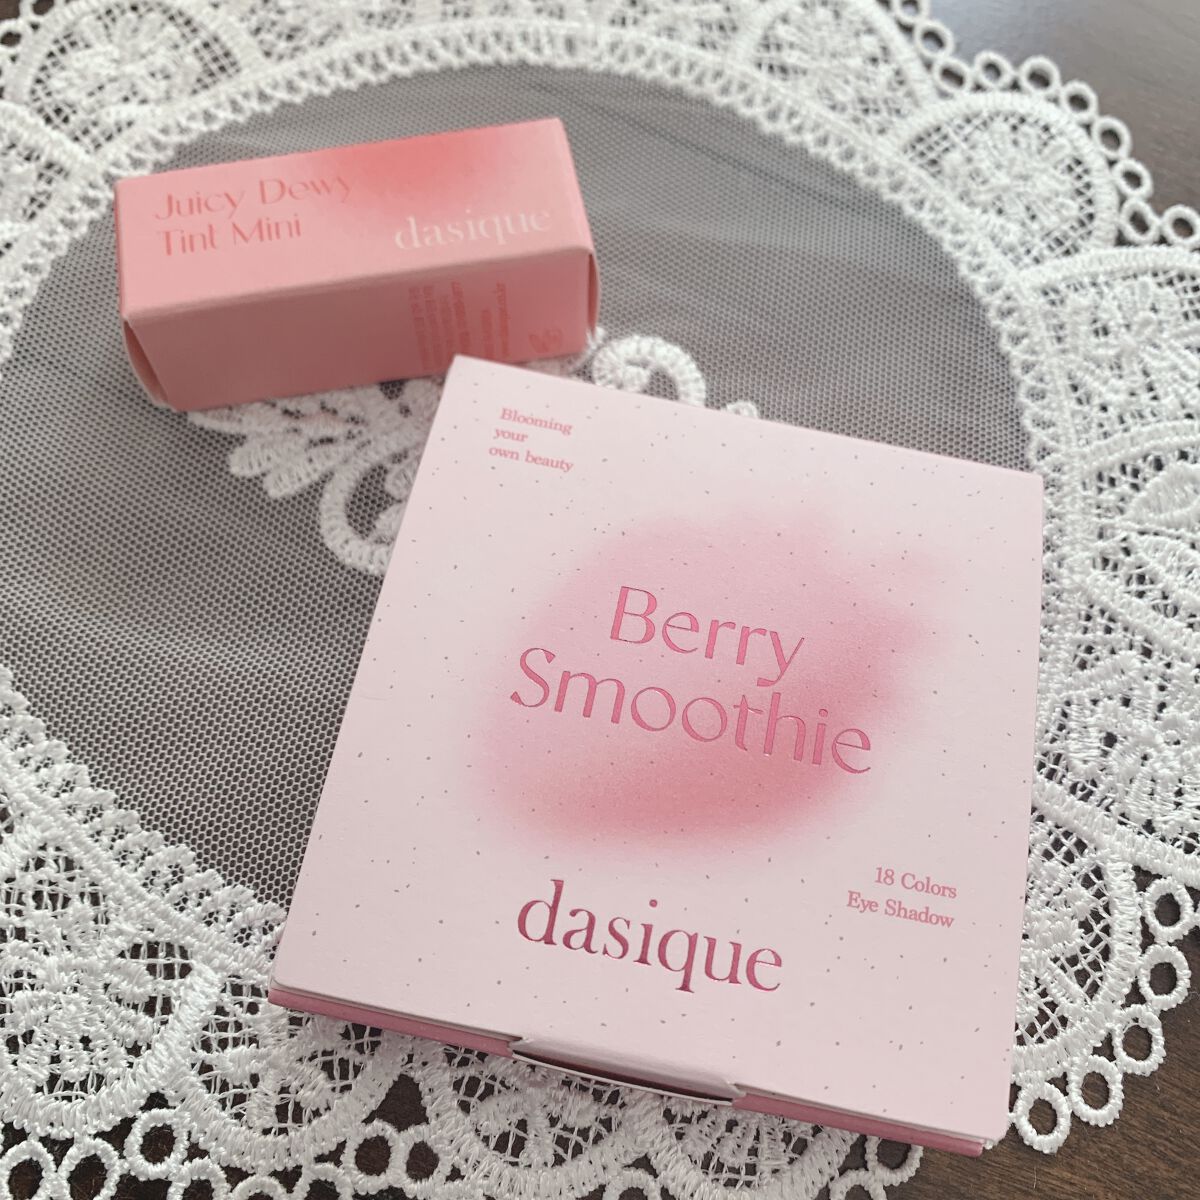 Juicy Dewy
Tint Mini
dasique
Blooming
your
own beauty
Berry
Smoothie
18 Colors
Eye Shadow
dasique